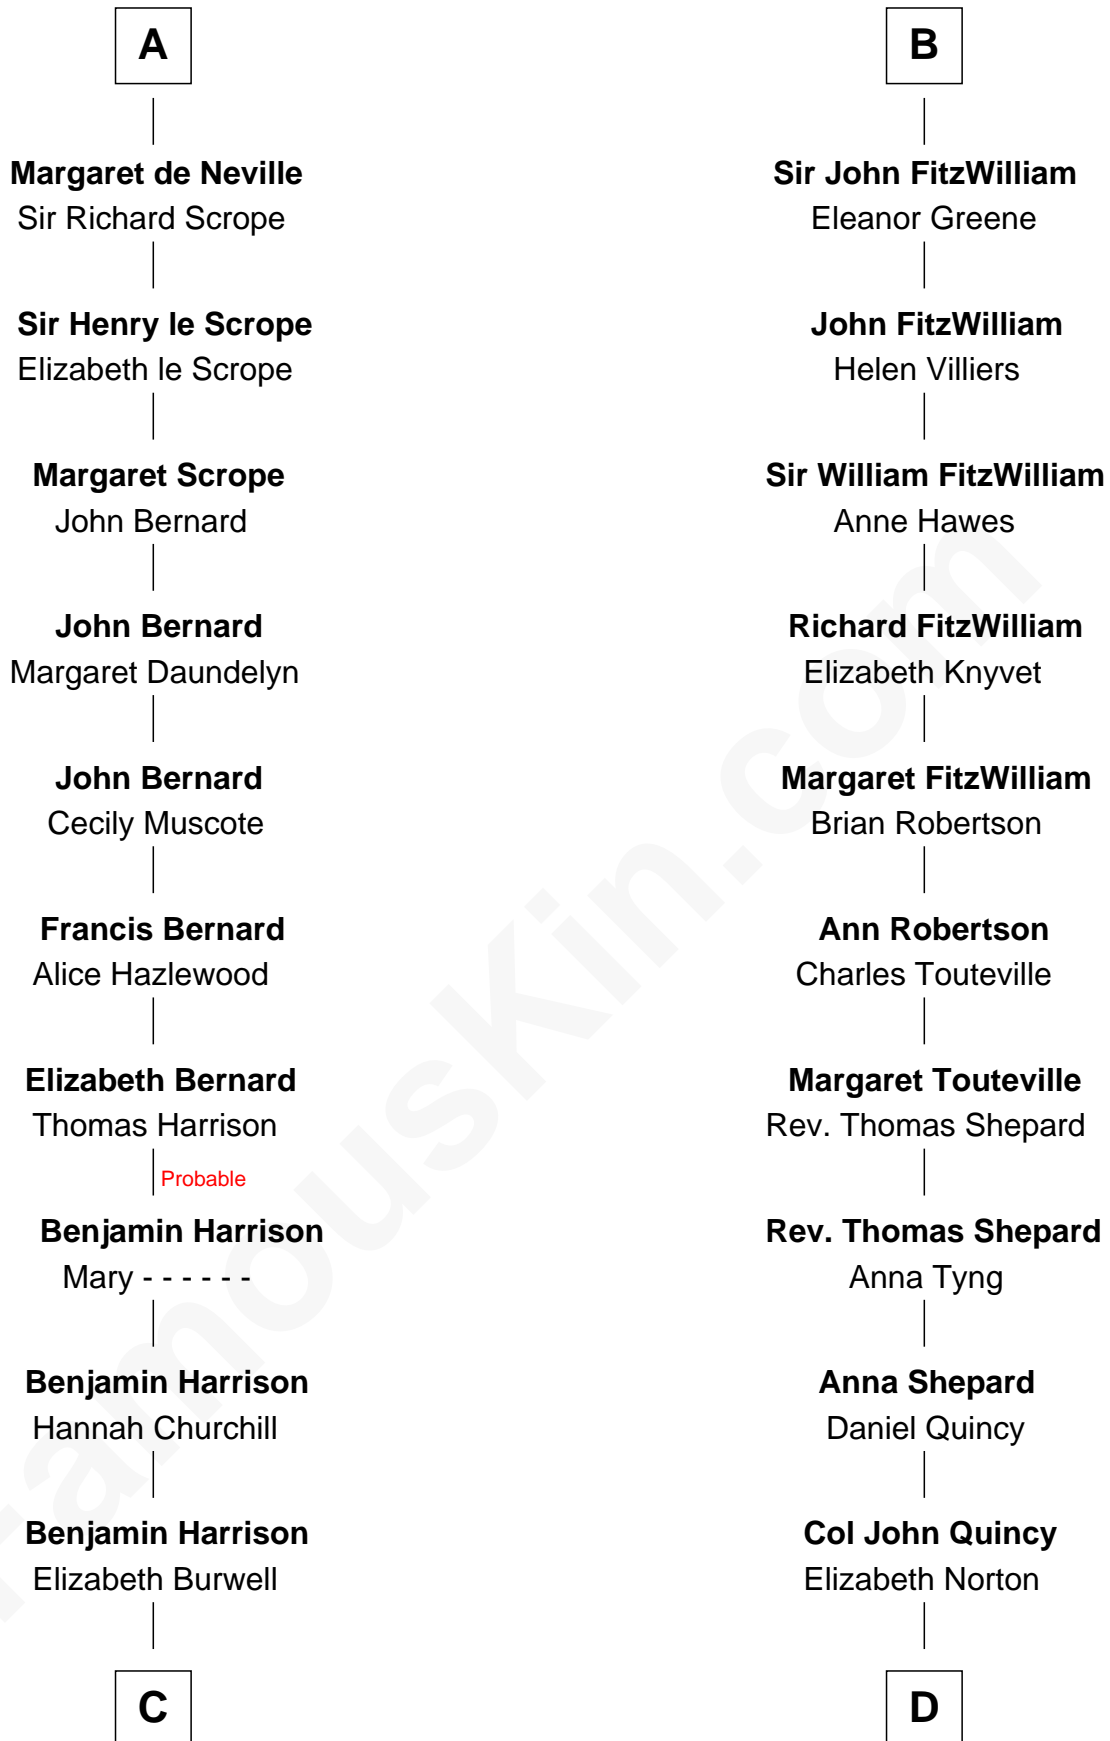 A
Margaret de Neville
Sir Richard Scrope
Sir Henry le Scrope
Elizabeth le Scrope
Margaret Scrope
John Bernard
John Bernard
Margaret Daundelyn
John Bernard
Cecily Muscote
Francis Bernard
Alice Hazlewood
Elizabeth Bernard
Thomas Harrison
Probable
Benjamin Harrison
Mary - - - - - -
Benjamin Harrison
Hannah Churchill
Benjamin Harrison
Elizabeth Burwell
C
B
Sir John FitzWilliam
Eleanor Greene
John FitzWilliam
Helen Villiers
Sir William FitzWilliam
Anne Hawes
Richard FitzWilliam
Elizabeth Knyvet
Margaret FitzWilliam
Brian Robertson
Ann Robertson
Charles Touteville
Margaret Touteville
Rev. Thomas Shepard
Rev. Thomas Shepard
Anna Tyng
Anna Shepard
Daniel Quincy
Col John Quincy
Elizabeth Norton
D
FamousKin.com